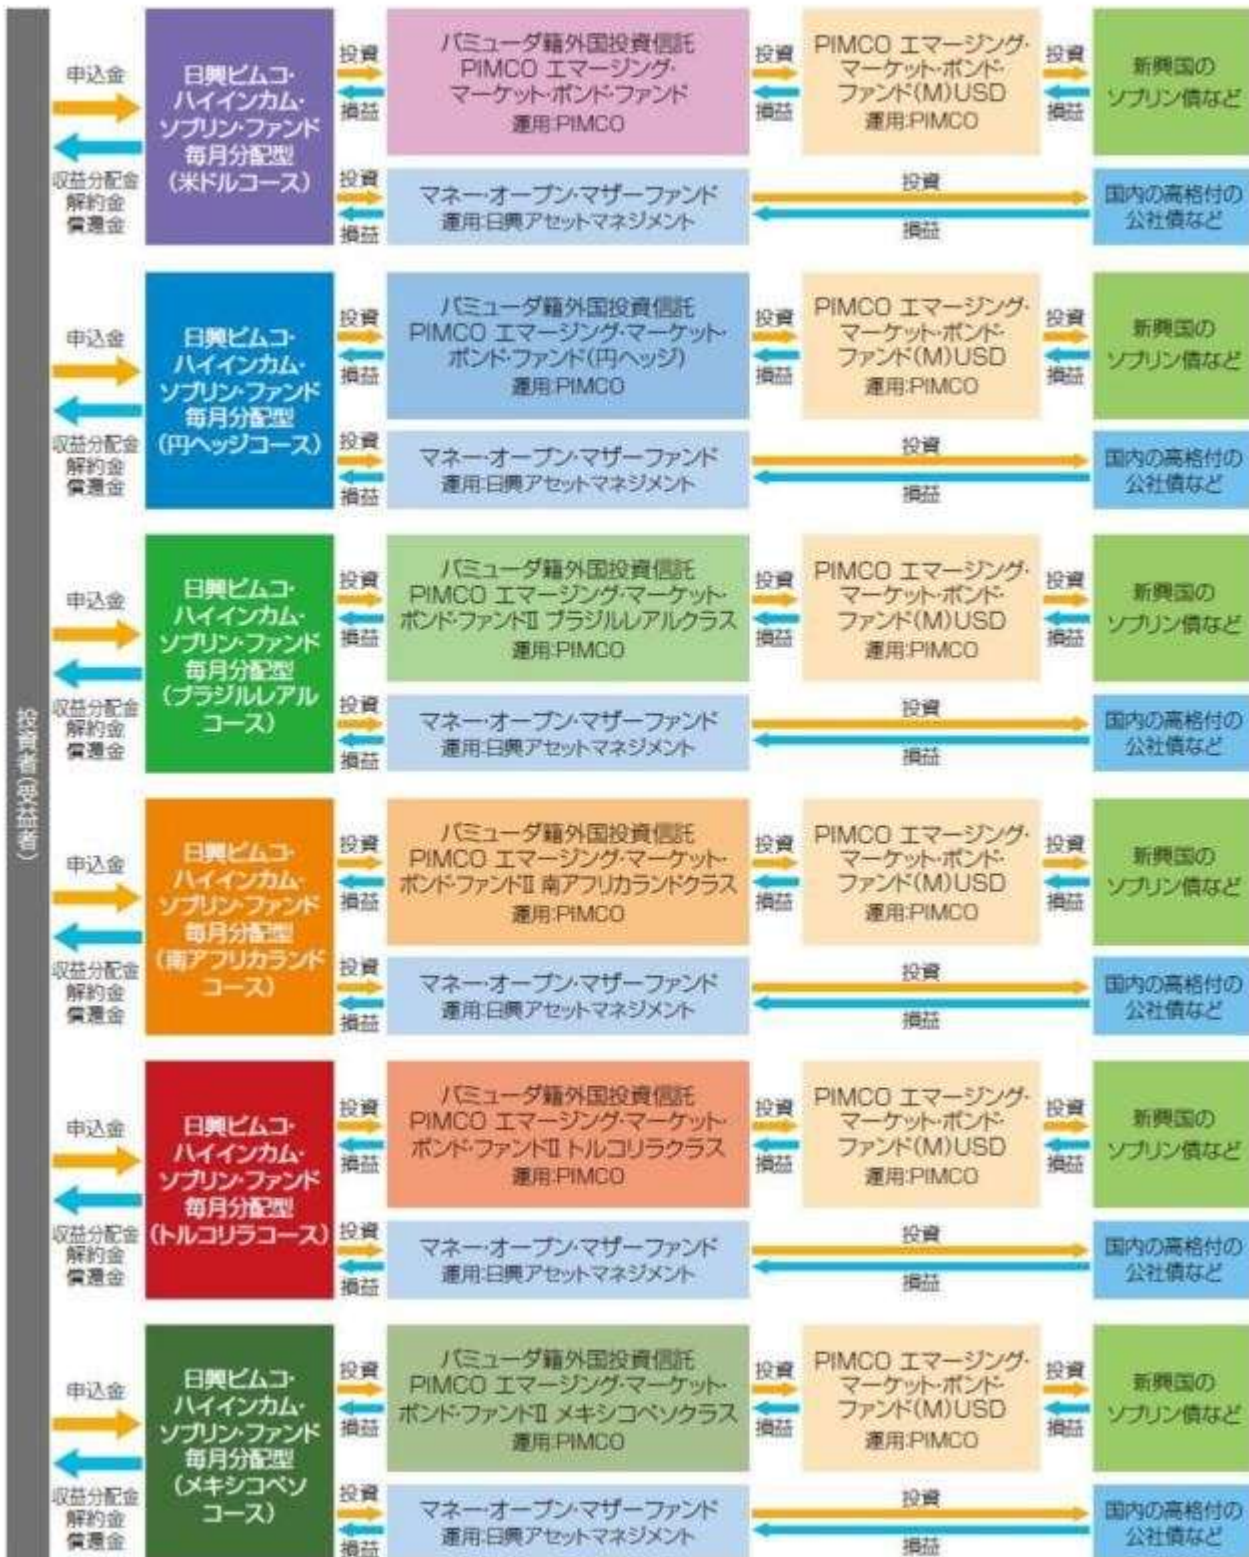 投資者(受益者)
申込金
収益分配金
解約金
償還金
日興ピムコ・
ハイインカム・
ソブリン・ファンド
毎月分配型
(米ドルコース)
投資
損益
バミューダ籍外国投資信託
PIMCO エマージング・
マーケット・ボンド・ファンド
運用:PIMCO
投資
損益
PIMCO エマージング・
マーケット・ボンド・
ファンド(M)USD
運用:PIMCO
投資
損益
新興国の
ソブリン債など
投資
損益
マネー・オープン・マザーファンド
運用:日興アセットマネジメント
投資
損益
国内の高格付の
公社債など
申込金
収益分配金
解約金
償還金
日興ピムコ・
ハイインカム・
ソブリン・ファンド
毎月分配型
(円ヘッジコース)
投資
損益
バミューダ籍外国投資信託
PIMCO エマージング・マーケット・
ボンド・ファンド(円ヘッジ)
運用:PIMCO
投資
損益
PIMCO エマージング・
マーケット・ボンド・
ファンド(M)USD
運用:PIMCO
投資
損益
新興国の
ソブリン債など
投資
損益
マネー・オープン・マザーファンド
運用:日興アセットマネジメント
投資
損益
国内の高格付の
公社債など
申込金
収益分配金
解約金
償還金
日興ピムコ・
ハイインカム・
ソブリン・ファンド
毎月分配型
(ブラジルレアル
コース)
投資
損益
バミューダ籍外国投資信託
PIMCO エマージング・マーケット・
ボンド・ファンドⅡ ブラジルレアルクラス
運用:PIMCO
投資
損益
PIMCO エマージング・
マーケット・ボンド・
ファンド(M)USD
運用:PIMCO
投資
損益
新興国の
ソブリン債など
投資
損益
マネー・オープン・マザーファンド
運用:日興アセットマネジメント
投資
損益
国内の高格付の
公社債など
申込金
収益分配金
解約金
償還金
日興ピムコ・
ハイインカム・
ソブリン・ファンド
毎月分配型
(南アフリカランド
コース)
投資
損益
バミューダ籍外国投資信託
PIMCO エマージング・マーケット・
ボンド・ファンドⅡ 南アフリカランドクラス
運用:PIMCO
投資
損益
PIMCO エマージング・
マーケット・ボンド・
ファンド(M)USD
運用:PIMCO
投資
損益
新興国の
ソブリン債など
投資
損益
マネー・オープン・マザーファンド
運用:日興アセットマネジメント
投資
損益
国内の高格付の
公社債など
申込金
収益分配金
解約金
償還金
日興ピムコ・
ハイインカム・
ソブリン・ファンド
毎月分配型
(トルコリラコース)
投資
損益
バミューダ籍外国投資信託
PIMCO エマージング・マーケット・
ボンド・ファンドⅡ トルコリラクラス
運用:PIMCO
投資
損益
PIMCO エマージング・
マーケット・ボンド・
ファンド(M)USD
運用:PIMCO
投資
損益
新興国の
ソブリン債など
投資
損益
マネー・オープン・マザーファンド
運用:日興アセットマネジメント
投資
損益
国内の高格付の
公社債など
申込金
収益分配金
解約金
償還金
日興ピムコ・
ハイインカム・
ソブリン・ファンド
毎月分配型
(メキシコペソ
コース)
投資
損益
バミューダ籍外国投資信託
PIMCO エマージング・マーケット・
ボンド・ファンドⅡ メキシコペソクラス
運用:PIMCO
投資
損益
PIMCO エマージング・
マーケット・ボンド・
ファンド(M)USD
運用:PIMCO
投資
損益
新興国の
ソブリン債など
投資
損益
マネー・オープン・マザーファンド
運用:日興アセットマネジメント
投資
損益
国内の高格付の
公社債など